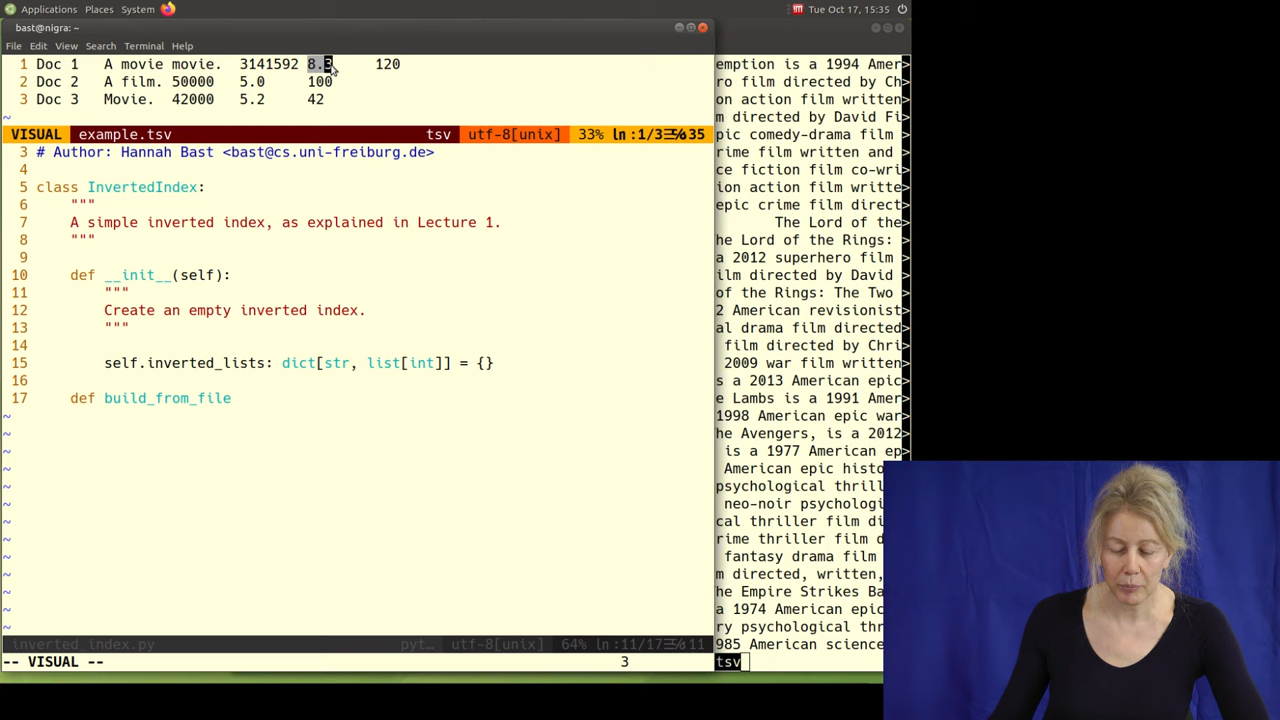 Applications Places System Tue Oct 17, 15:35
bast@nigra: ~
File Edit View Search Terminal Help
1 Doc 1 A movie movie. 3141592 8.3 120
2 Doc 2 A film. 50000 5.0 100
3 Doc 3 Movie. 42000 5.2 42
~
VISUAL example.tsv tsv utf-8[unix] 33% ln:1/3
3 # Author: Hannah Bast <bast@cs.uni-freiburg.de>
4
5 class InvertedIndex:
6 """
7 A simple inverted index, as explained in Lecture 1.
8 """
9
10 def __init__(self):
11 """
12 Create an empty inverted index.
13 """
14
15 self.inverted_lists: dict[str, list[int]] = {}
16
17 def build_from_file
~
~
~
~
~
~
~
~
~
~
~
~
~
inverted_index.py pyt… utf-8[unix] 64% ln:11/17
-- VISUAL -- 3
emption is a 1994 Amer>
ro film directed by Ch>
on action film written>
m directed by David Fi>
pic comedy-drama film >
rime film written and >
ce fiction film co-wri>
ion action film writte>
epic crime film direct>
The Lord of the>
he Lord of the Rings: >
a 2012 superhero film >
ilm directed by David >
of the Rings: The Two >
2 American revisionist>
al drama film directed>
film directed by Chri>
2009 war film written>
s a 2013 American epic>
e Lambs is a 1991 Amer>
1998 American epic war>
he Avengers, is a 2012>
is a 1977 American ep>
American epic histo
psychological thrill
neo-noir psychologi
cal thriller film di
rime thriller film d
fantasy drama film
m directed, written,
he Empire Strikes Ba
a 1974 American epic
ry psychological thr
985 American science
tsv